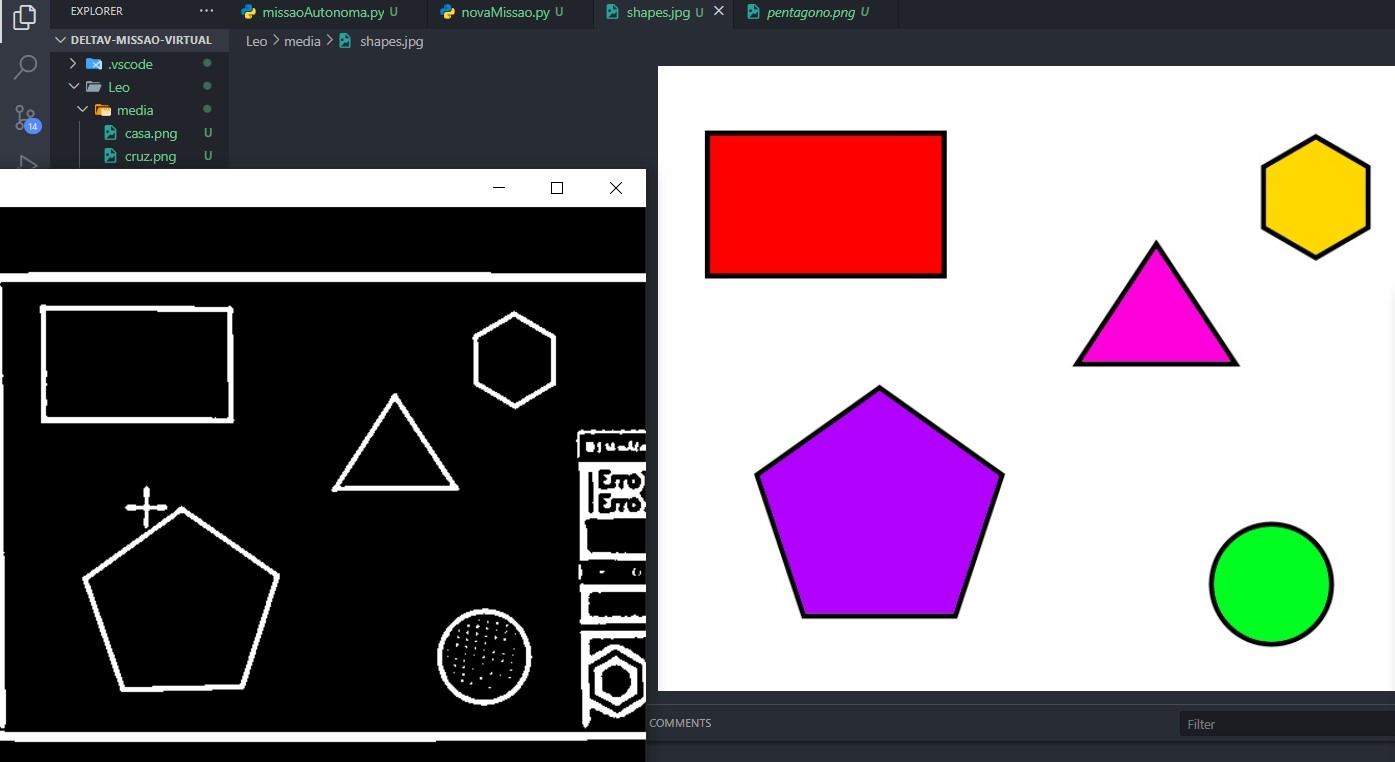 EXPLORER ...
missaoAutonoma.py U
novaMissao.py U
shapes.jpg U
pentagono.png U
DELTAV-MISSAO-VIRTUAL
Leo > media > shapes.jpg
.vscode
Leo
media
14
casa.png U
cruz.png U
Erro
Erro
COMMENTS
Filter